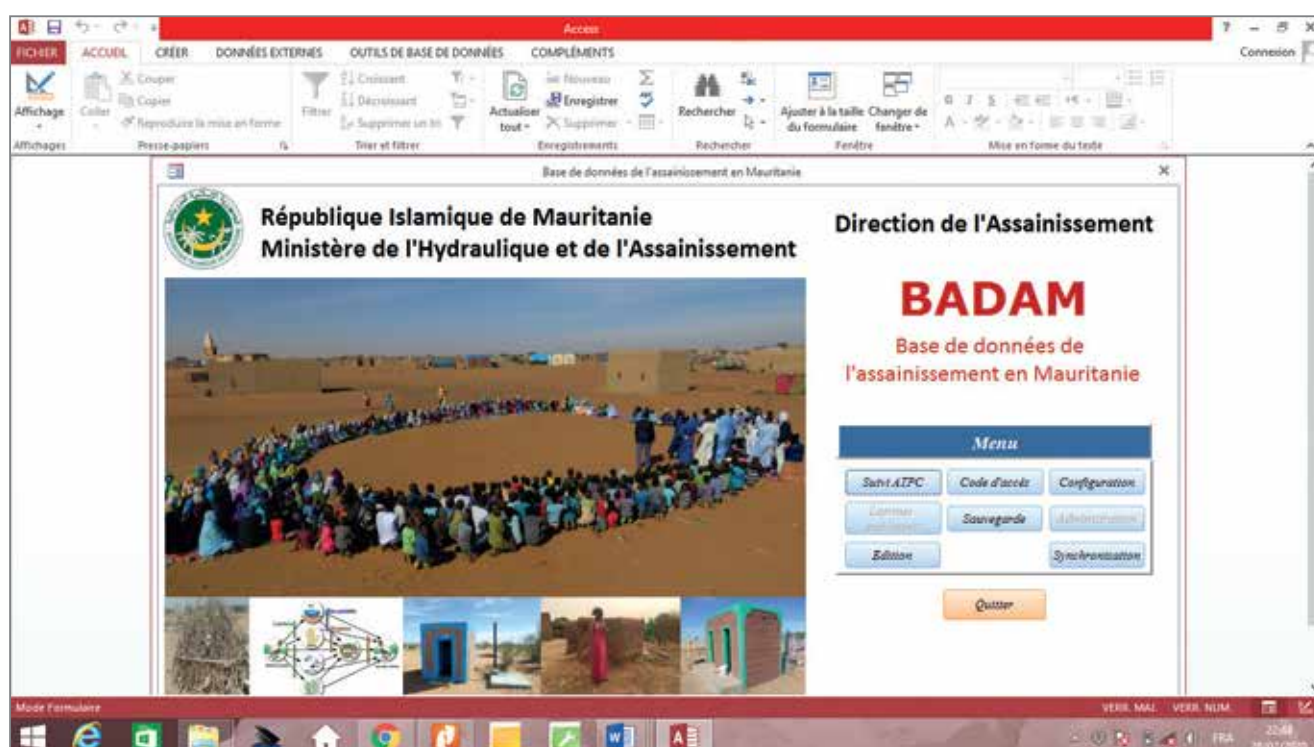 Access
FICHIER ACCUEIL CRÉER DONNÉES EXTERNES OUTILS DE BASE DE DONNÉES COMPLÉMENTS Connexion
Affichage
Coller
Couper
Copier
Reproduire la mise en forme
Filtrer
Croissant
Décroissant
Supprimer un tri
Actualiser
tout
Nouveau
Enregistrer
Supprimer
Rechercher
Ajuster à la taille
du formulaire
Changer de
fenêtre
G I S
A
Affichages Presse-papiers Trier et filtrer Enregistrements Rechercher Fenêtre Mise en forme du texte
Base de données de l'assainissement en Mauritanie
République Islamique de Mauritanie
Ministère de l'Hydraulique et de l'Assainissement
Direction de l'Assainissement
BADAM
Base de données de
l'assainissement en Mauritanie
Menu
Suivi ATPC Code d'accès Configuration
Sauvegarde Administration
Edition Synchronisation
Quitter
Mode Formulaire VERR. MAJ. VERR. NUM.
FRA 22:48